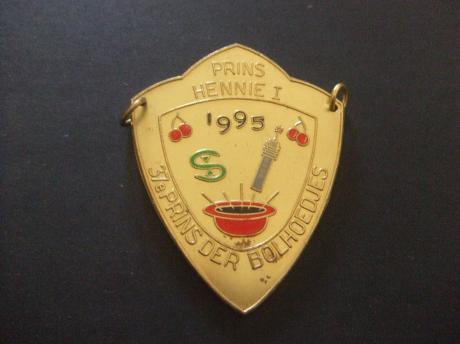 PRINS
HENNIE I
1995
S
37e PRINS DER BOLHOEDJES